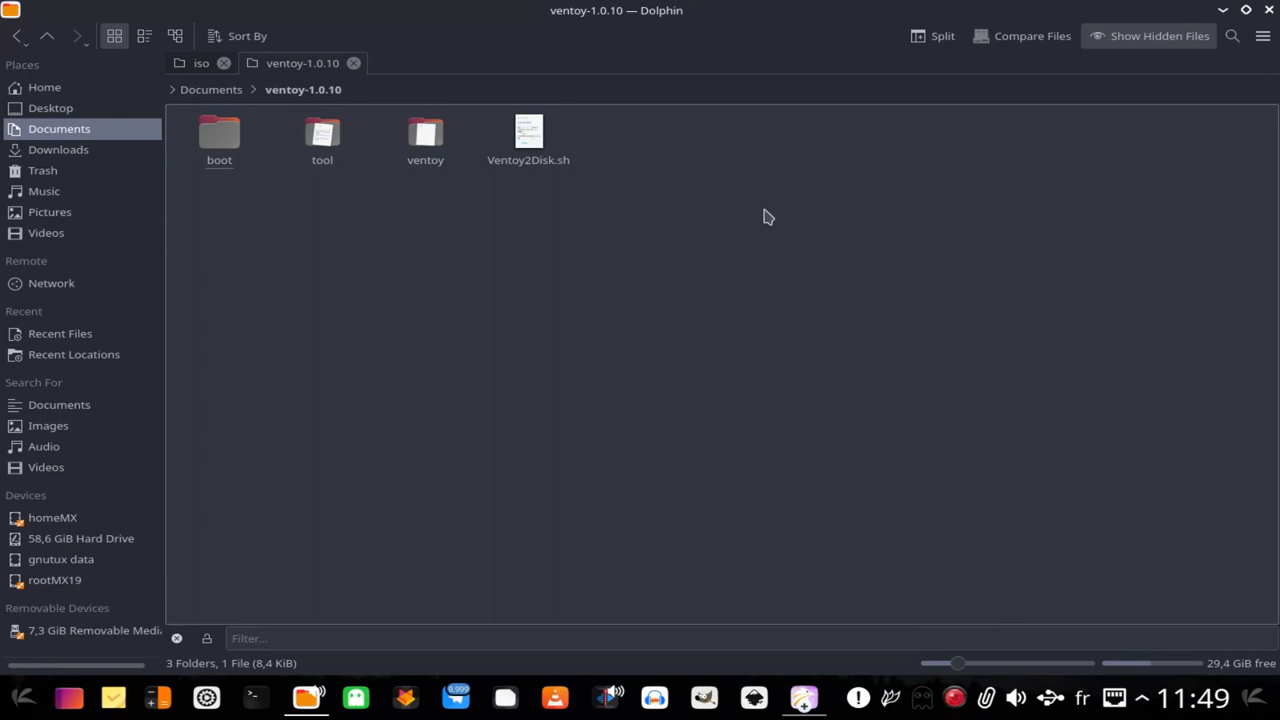 ventoy-1.0.10 — Dolphin
Sort By
Split
Compare Files
Show Hidden Files
Places
Home
Desktop
Documents
Downloads
Trash
Music
Pictures
Videos
Remote
Network
Recent
Recent Files
Recent Locations
Search For
Documents
Images
Audio
Videos
Devices
homeMX
58,6 GiB Hard Drive
gnutux data
rootMX19
Removable Devices
7,3 GiB Removable Media
iso
ventoy-1.0.10
> Documents > ventoy-1.0.10
boot
tool
ventoy
Ventoy2Disk.sh
Filter...
3 Folders, 1 File (8,4 KiB)
29,4 GiB free
9,999
fr
11:49